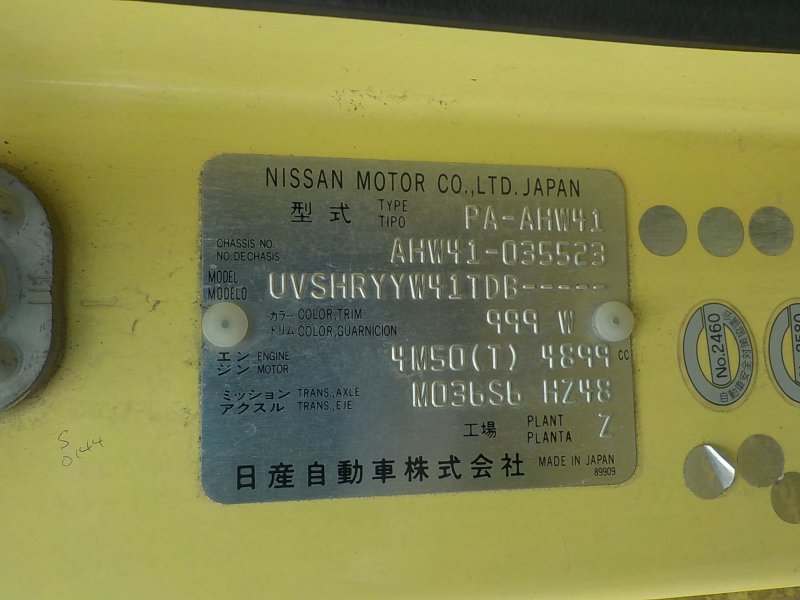 NISSAN MOTOR CO.,LTD. JAPAN
型式 TYPE TIPO PA-AHW41
CHASSIS NO. NO. DE CHASIS AHW41-035523
MODEL MODELO UVSHRYYW41TDB-----
カラー COLOR,TRIM
トリム COLOR,GUARNICION 999 W
エンジン ENGINE MOTOR 4M50(T) 4899 CC
ミッション TRANS.,AXLE
アクスル TRANS.,EJE M036S6 HZ48
工場 PLANT PLANTA Z
日産自動車株式会社 MADE IN JAPAN
89909
No.2460
S
0144